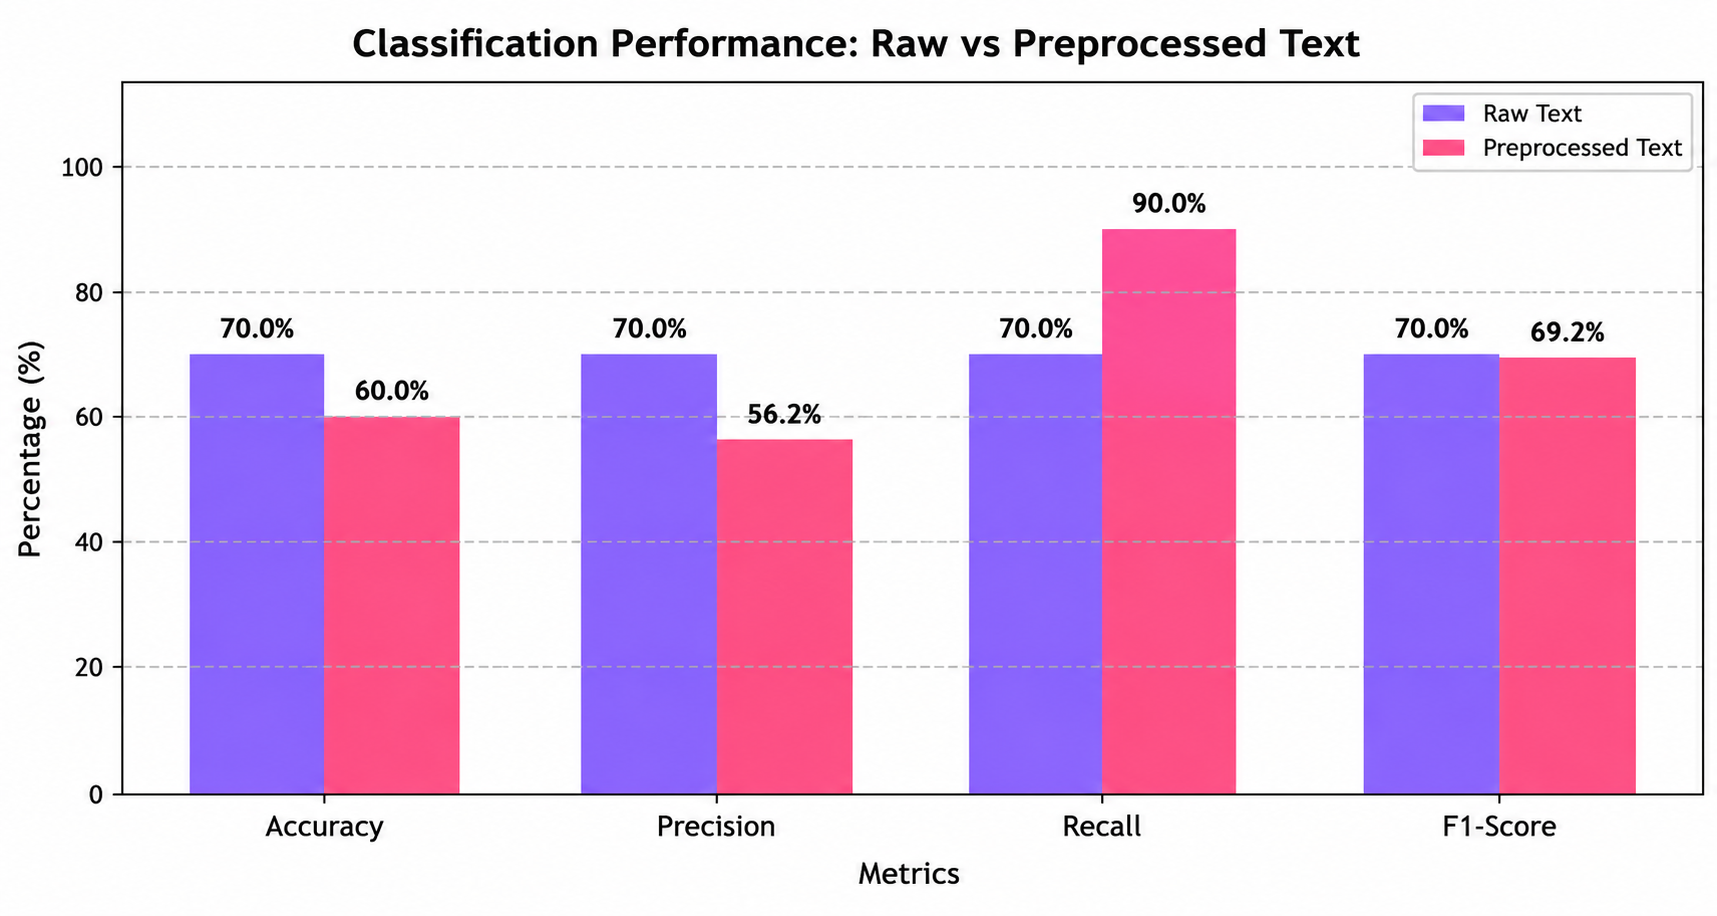 Classification Performance: Raw vs Preprocessed Text
Raw Text
Preprocessed Text
Percentage (%)
100
80
60
40
20
0
70.0%
60.0%
70.0%
56.2%
70.0%
90.0%
70.0%
69.2%
Accuracy
Precision
Recall
F1-Score
Metrics